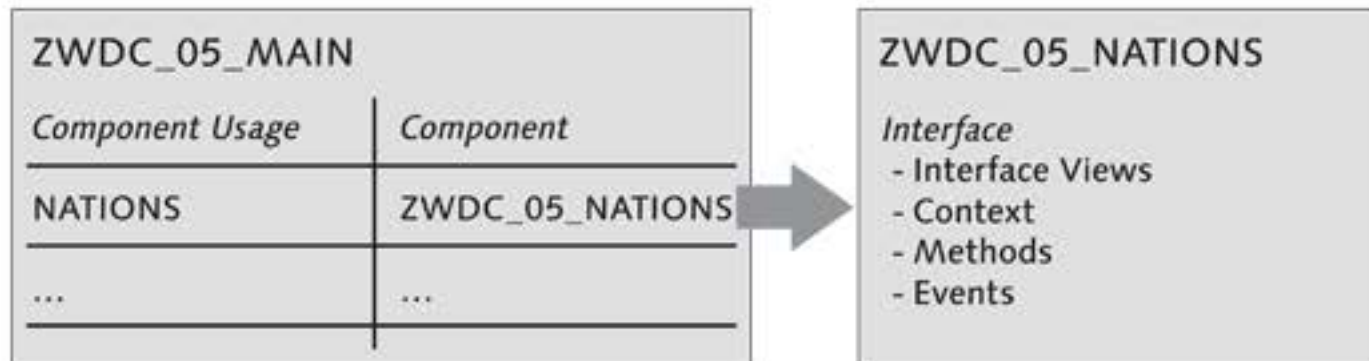 ZWDC_05_MAIN
Component Usage Component
NATIONS ZWDC_05_NATIONS
... ...
ZWDC_05_NATIONS
Interface
- Interface Views
- Context
- Methods
- Events